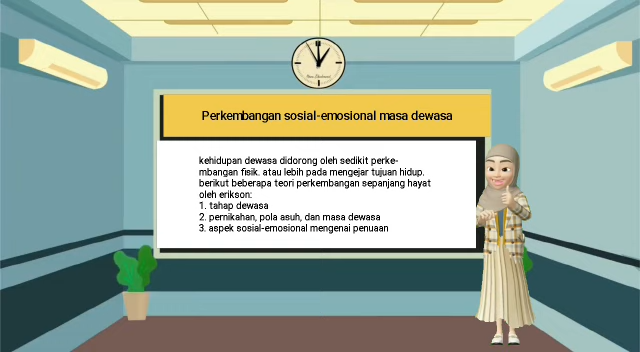 Perkembangan sosial-emosional masa dewasa
kehidupan dewasa didorong oleh sedikit perke-
mbangan fisik. atau lebih pada mengejar tujuan hidup.
berikut beberapa teori perkembangan sepanjang hayat
oleh erikson:
1. tahap dewasa
2. pernikahan, pola asuh, dan masa dewasa
3. aspek sosial-emosional mengenai penuaan